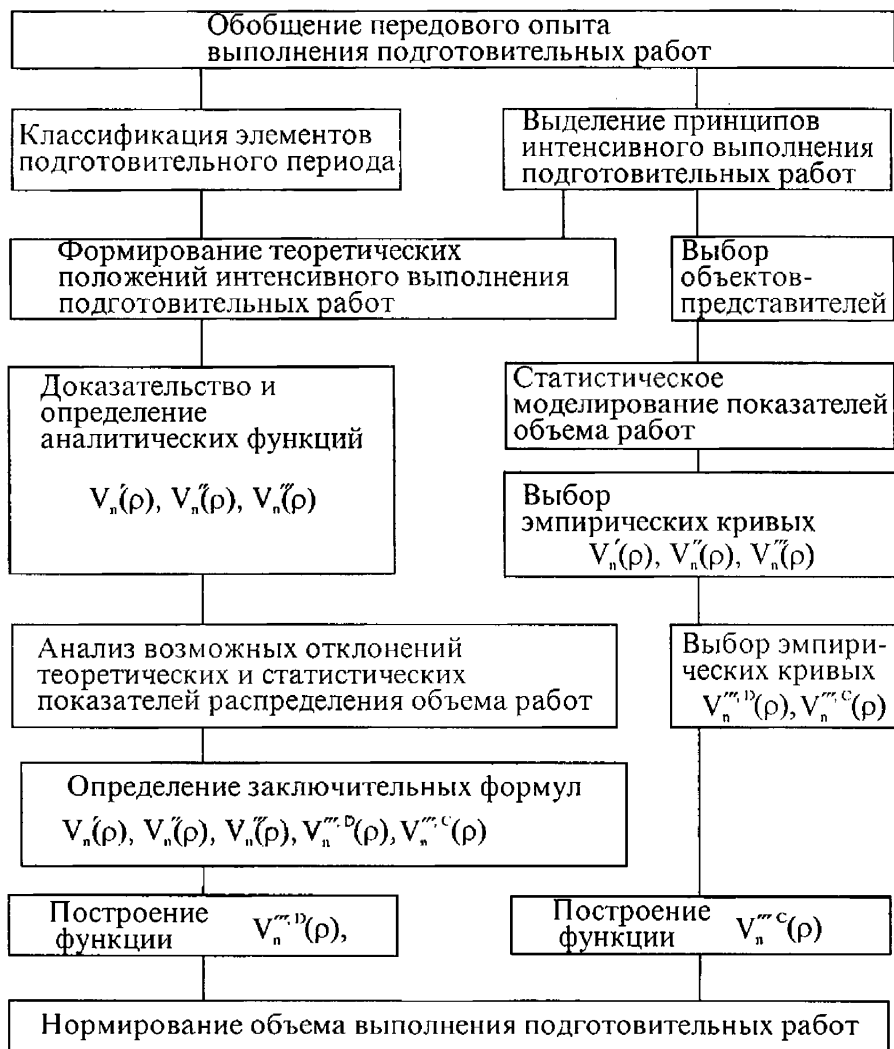 Обобщение передового опыта
выполнения подготовительных работ
Классификация элементов
подготовительного периода
Выделение принципов
интенсивного выполнения
подготовительных работ
Формирование теоретических
положений интенсивного выполнения
подготовительных работ
Выбор
объектов-
представителей
Доказательство и
определение
аналитических функций
Vₙ′(ρ), Vₙ″(ρ), Vₙ‴(ρ)
Статистическое
моделирование показателей
объема работ
Выбор
эмпирических кривых
Vₙ′(ρ), Vₙ″(ρ), Vₙ‴(ρ)
Анализ возможных отклонений
теоретических и статистических
показателей распределения объема работ
Выбор эмпири-
ческих кривых
Vₙ‴,D(ρ), Vₙ‴,C(ρ)
Определение заключительных формул
Vₙ′(ρ), Vₙ″(ρ), Vₙ‴(ρ), Vₙ‴,D(ρ), Vₙ‴,C(ρ)
Построение
функции Vₙ‴,D(ρ),
Построение
функции Vₙ‴ C(ρ)
Нормирование объема выполнения подготовительных работ